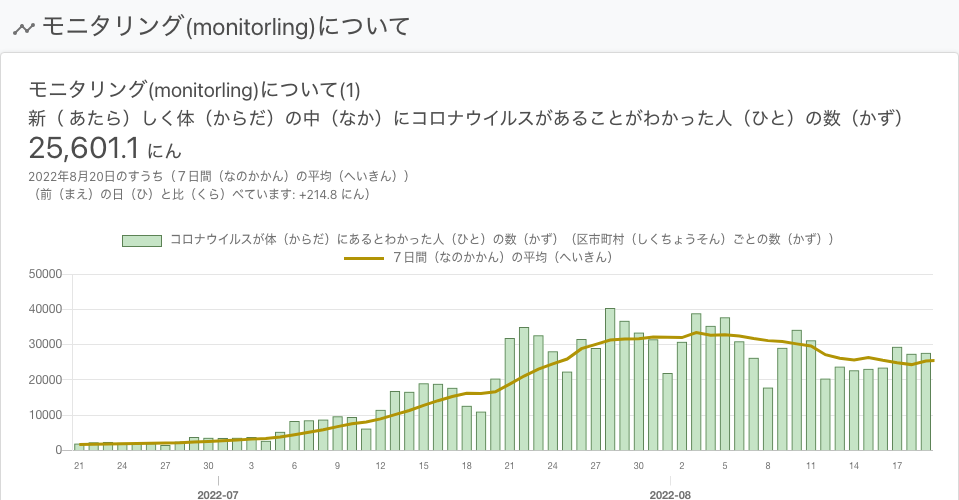 モニタリング(monitorling)について
モニタリング(monitorling)について(1)
新（ あたら）しく体（からだ）の中（なか）にコロナウイルスがあることがわかった人（ひと）の数（かず）
25,601.1 にん
2022年8月20日のすうち（７日間（なのかかん）の平均（へいきん））
（前（まえ）の日（ひ）と比（くら）べています: +214.8 にん）
コロナウイルスが体（からだ）にあるとわかった人（ひと）の数（かず）（区市町村（しくちょうそん）ごとの数（かず））
７日間（なのかかん）の平均（へいきん）
50000
40000
30000
20000
10000
0
21 24 27 30 3 6 9 12 15 18 21 24 27 30 2 5 8 11 14 17
2022-07 2022-08